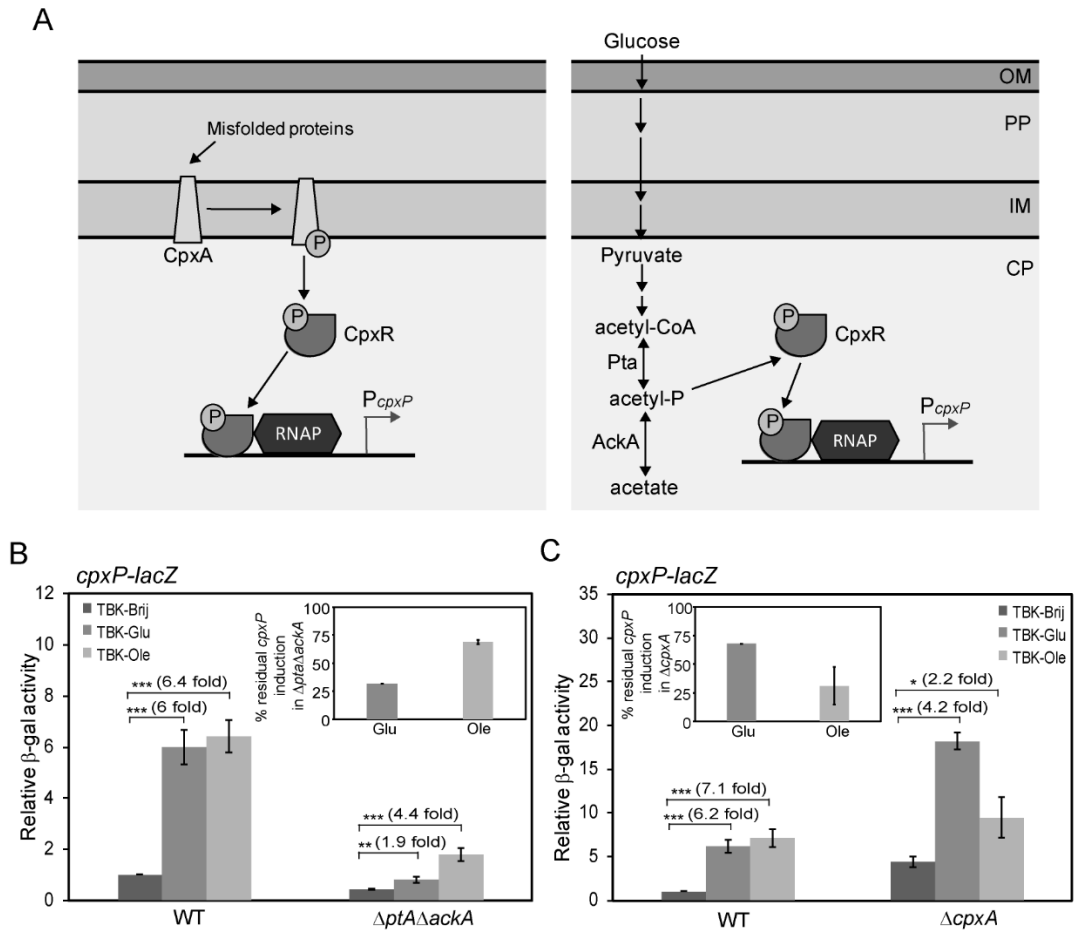 A
Glucose
OM
Misfolded proteins
PP
IM
P
CpxA
Pyruvate
CP
P
CpxR
acetyl-CoA
P
CpxR
Pta
acetyl-P
P
RNAP
PcpxP
AckA
P
RNAP
PcpxP
acetate
B
cpxP-lacZ
Relative β-gal activity
12
10
8
6
4
2
0
TBK-Brij
TBK-Glu
TBK-Ole
*** (6.4 fold)
*** (6 fold)
% residual cpxP
induction
in ΔptaΔackA
100
75
50
25
0
Glu
Ole
*** (4.4 fold)
** (1.9 fold)
WT
ΔptAΔackA
C
cpxP-lacZ
Relative β-gal activity
35
30
25
20
15
10
5
0
% residual cpxP
induction
in ΔcpxA
100
75
50
25
0
Glu
Ole
TBK-Brij
TBK-Glu
TBK-Ole
*** (7.1 fold)
*** (6.2 fold)
* (2.2 fold)
*** (4.2 fold)
WT
ΔcpxA